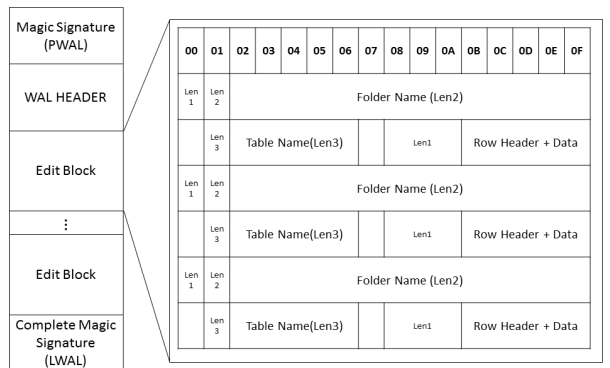 Magic Signature
(PWAL)
WAL HEADER
Edit Block
⋮
Edit Block
Complete Magic
Signature
(LWAL)
00 01 02 03 04 05 06 07 08 09 0A 0B 0C 0D 0E 0F
Len
1
Len
2
Folder Name (Len2)
Len
3
Table Name(Len3)
Len1
Row Header + Data
Len
1
Len
2
Folder Name (Len2)
Len
3
Table Name(Len3)
Len1
Row Header + Data
Len
1
Len
2
Folder Name (Len2)
Len
3
Table Name(Len3)
Len1
Row Header + Data